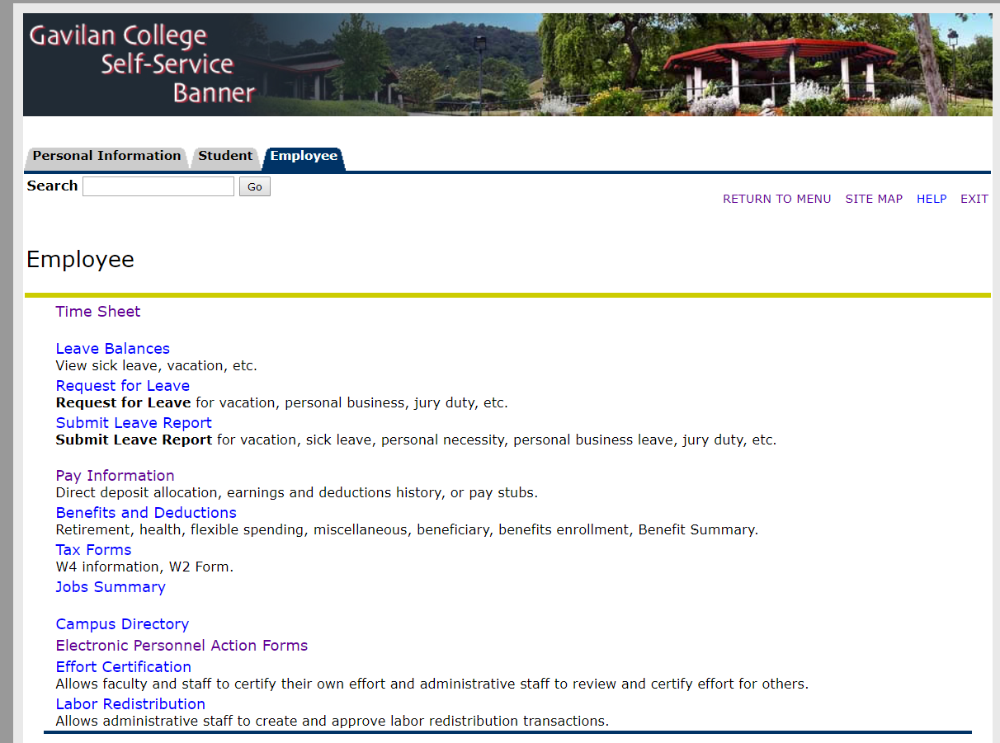 Gavilan College
Self-Service
Banner
Personal Information Student Employee
Search Go
RETURN TO MENU SITE MAP HELP EXIT
Employee
Time Sheet
Leave Balances
View sick leave, vacation, etc.
Request for Leave
Request for Leave for vacation, personal business, jury duty, etc.
Submit Leave Report
Submit Leave Report for vacation, sick leave, personal necessity, personal business leave, jury duty, etc.
Pay Information
Direct deposit allocation, earnings and deductions history, or pay stubs.
Benefits and Deductions
Retirement, health, flexible spending, miscellaneous, beneficiary, benefits enrollment, Benefit Summary.
Tax Forms
W4 information, W2 Form.
Jobs Summary
Campus Directory
Electronic Personnel Action Forms
Effort Certification
Allows faculty and staff to certify their own effort and administrative staff to review and certify effort for others.
Labor Redistribution
Allows administrative staff to create and approve labor redistribution transactions.